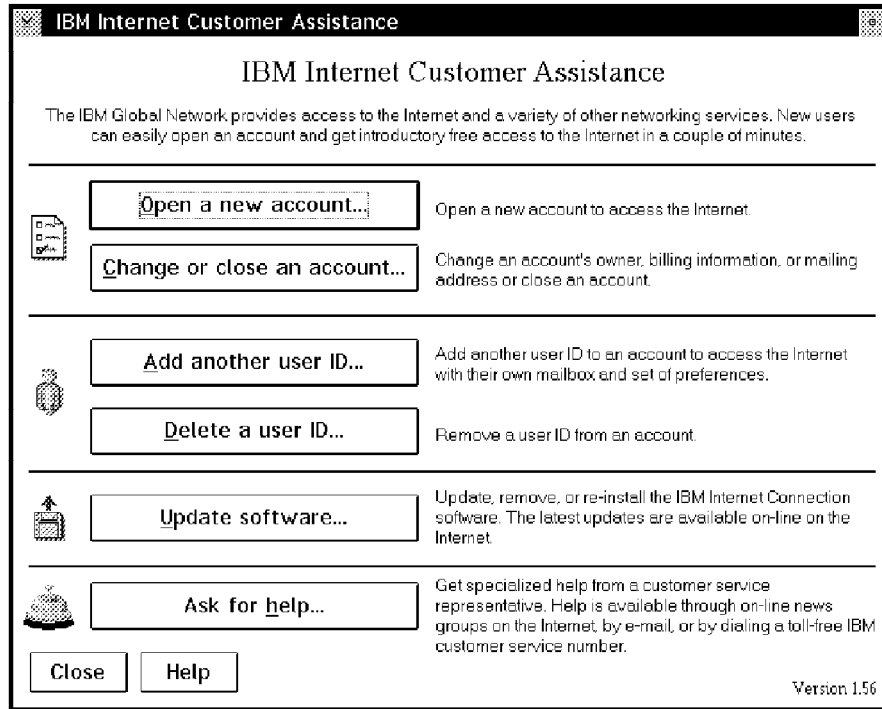 IBM Internet Customer Assistance
IBM Internet Customer Assistance
The IBM Global Network provides access to the Internet and a variety of other networking services. New users
can easily open an account and get introductory free access to the Internet in a couple of minutes.
Open a new account...
Open a new account to access the Internet.
Change or close an account...
Change an account's owner, billing information, or mailing
address or close an account.
Add another user ID...
Add another user ID to an account to access the Internet
with their own mailbox and set of preferences.
Delete a user ID...
Remove a user ID from an account.
Update software...
Update, remove, or re-install the IBM Internet Connection
software. The latest updates are available on-line on the
Internet.
Ask for help...
Get specialized help from a customer service
representative. Help is available through on-line news
groups on the Internet, by e-mail, or by dialing a toll-free IBM
customer service number.
Close
Help
Version 1.56